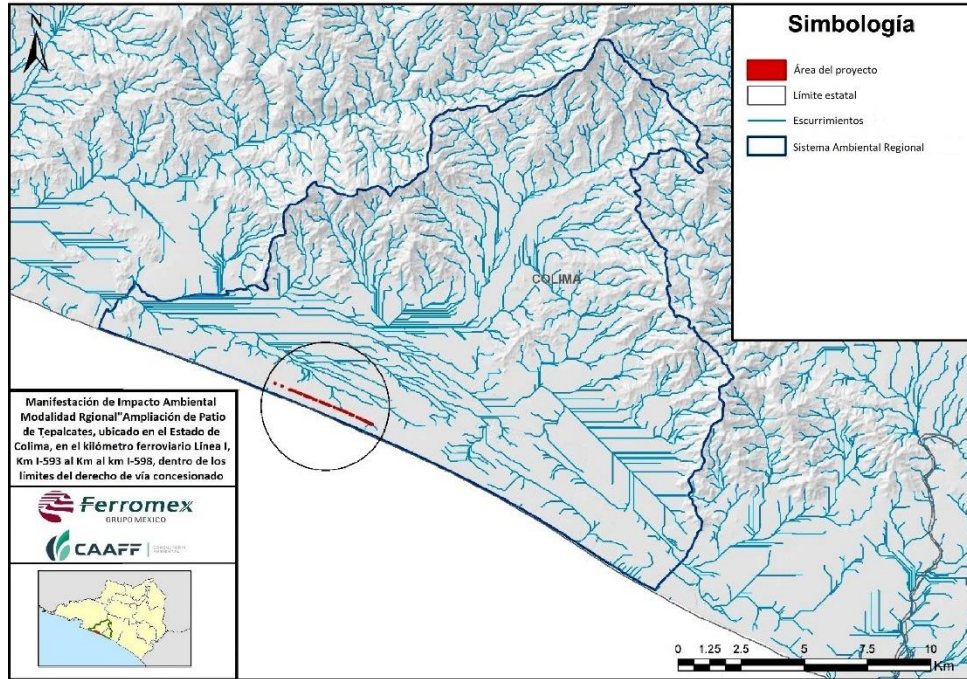 N
Simbología
Área del proyecto
Límite estatal
Escurrimientos
Sistema Ambiental Regional
COLIMA
Manifestación de Impacto Ambiental
Modalidad Rgional"Ampliación de Patio
de Tepalcates, ubicado en el Estado de
Colima, en el kilómetro ferroviario Línea I,
Km I-593 al Km al km I-598, dentro de los
límites del derecho de vía concesionado
Ferromex
GRUPO MEXICO
CAAFF
CONSULTORÍA
AMBIENTAL
0 1.25 2.5 5 7.5 10
Km